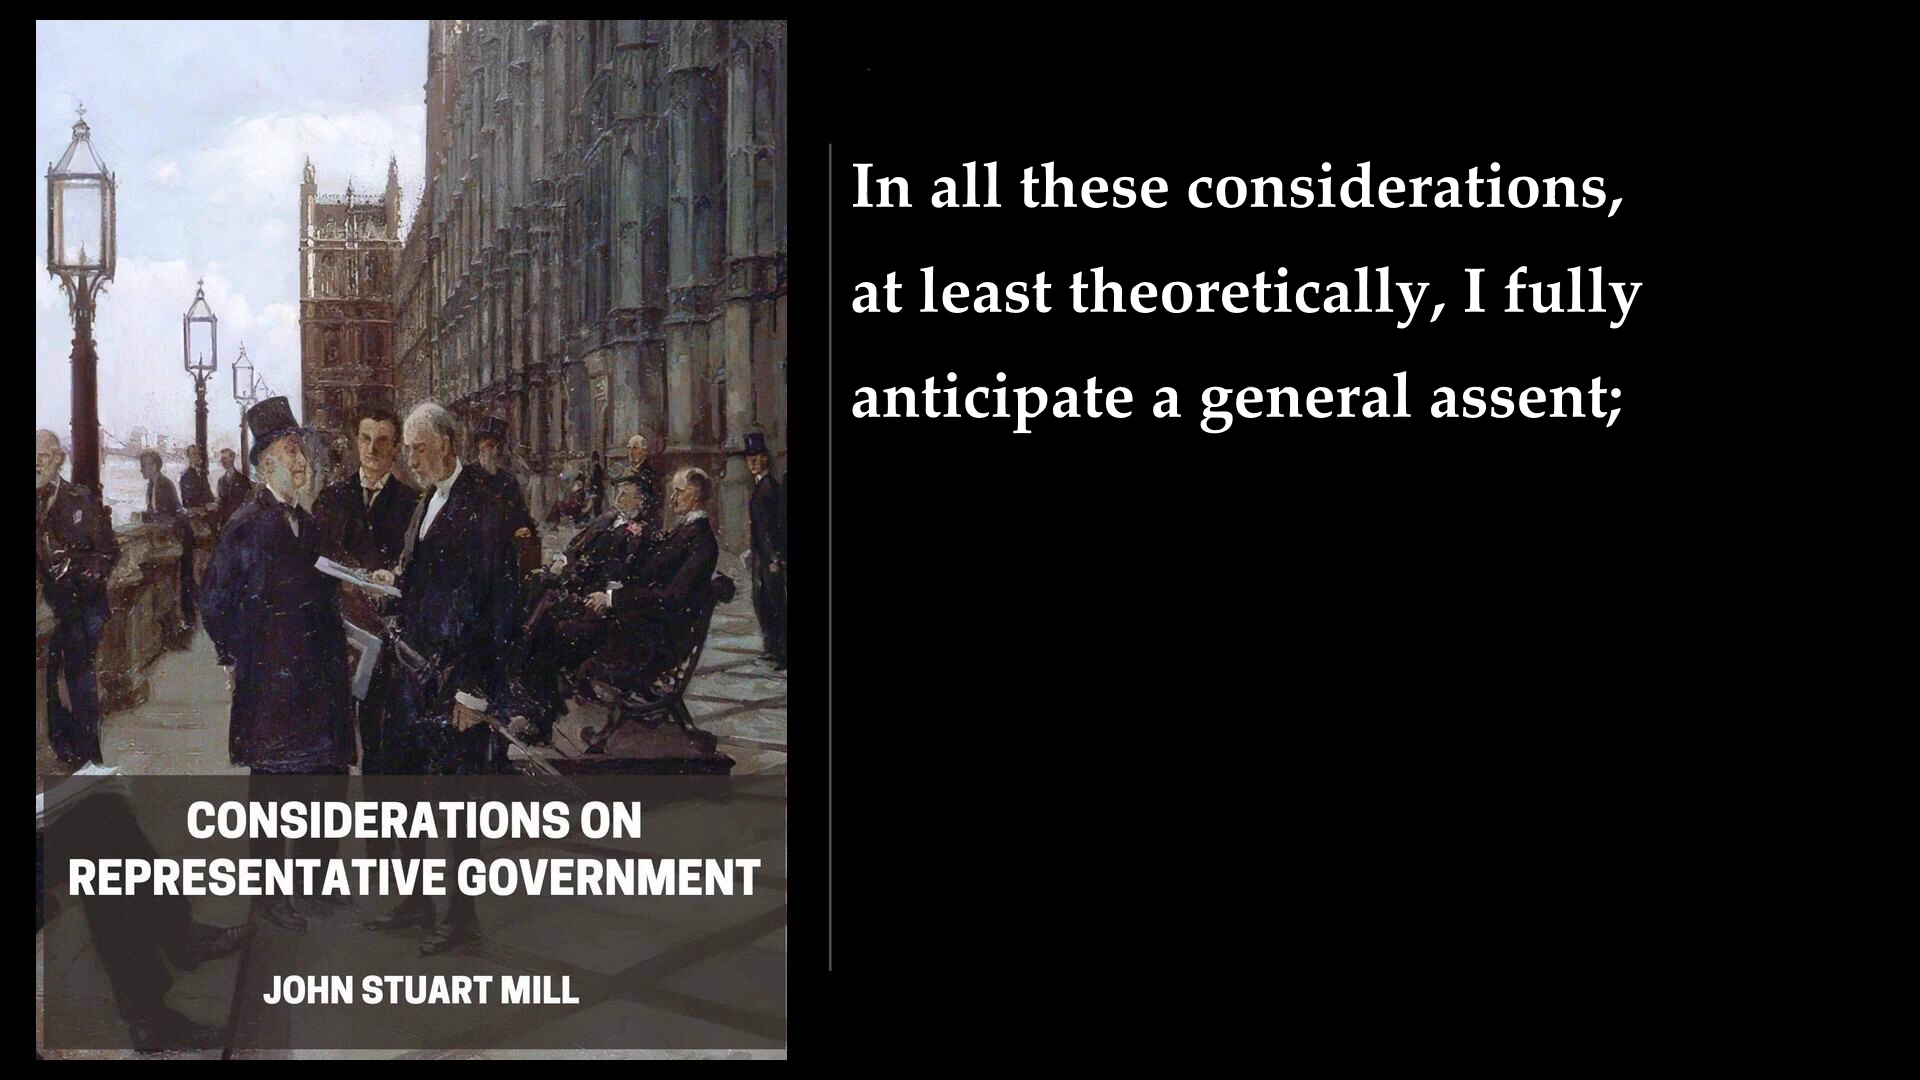 CONSIDERATIONS ON
REPRESENTATIVE GOVERNMENT
JOHN STUART MILL
In all these considerations,
at least theoretically, I fully
anticipate a general assent;